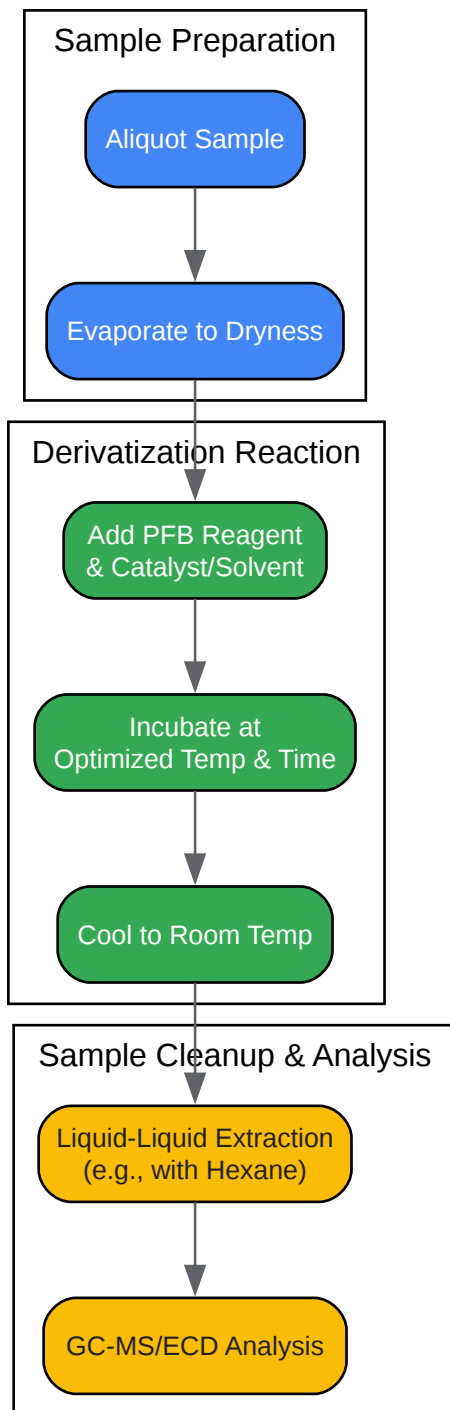 Sample Preparation
Aliquot Sample
Evaporate to Dryness
Derivatization Reaction
Add PFB Reagent
& Catalyst/Solvent
Incubate at
Optimized Temp & Time
Cool to Room Temp
Sample Cleanup & Analysis
Liquid-Liquid Extraction
(e.g., with Hexane)
GC-MS/ECD Analysis